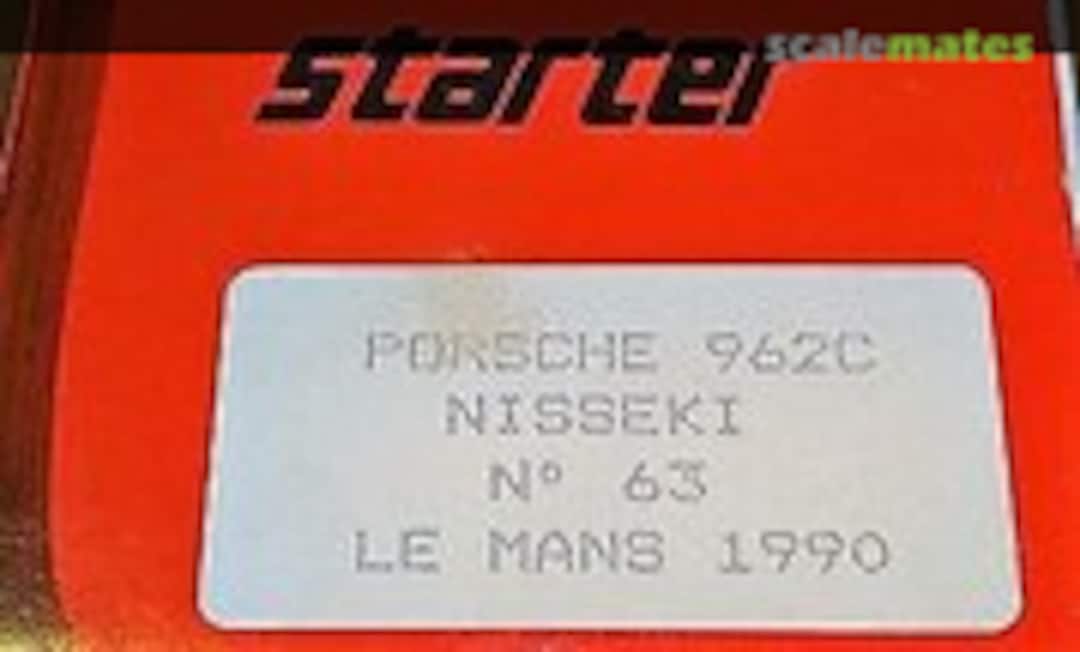 starter
scalemates
PORSCHE 962C
NISSEKI
N° 63
LE MANS 1990